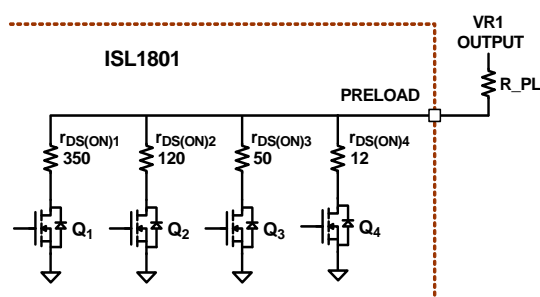 VR1
OUTPUT
ISL1801
R_PL
PRELOAD
rDS(ON)1
350
rDS(ON)2
120
rDS(ON)3
50
rDS(ON)4
12
Q1
Q2
Q3
Q4